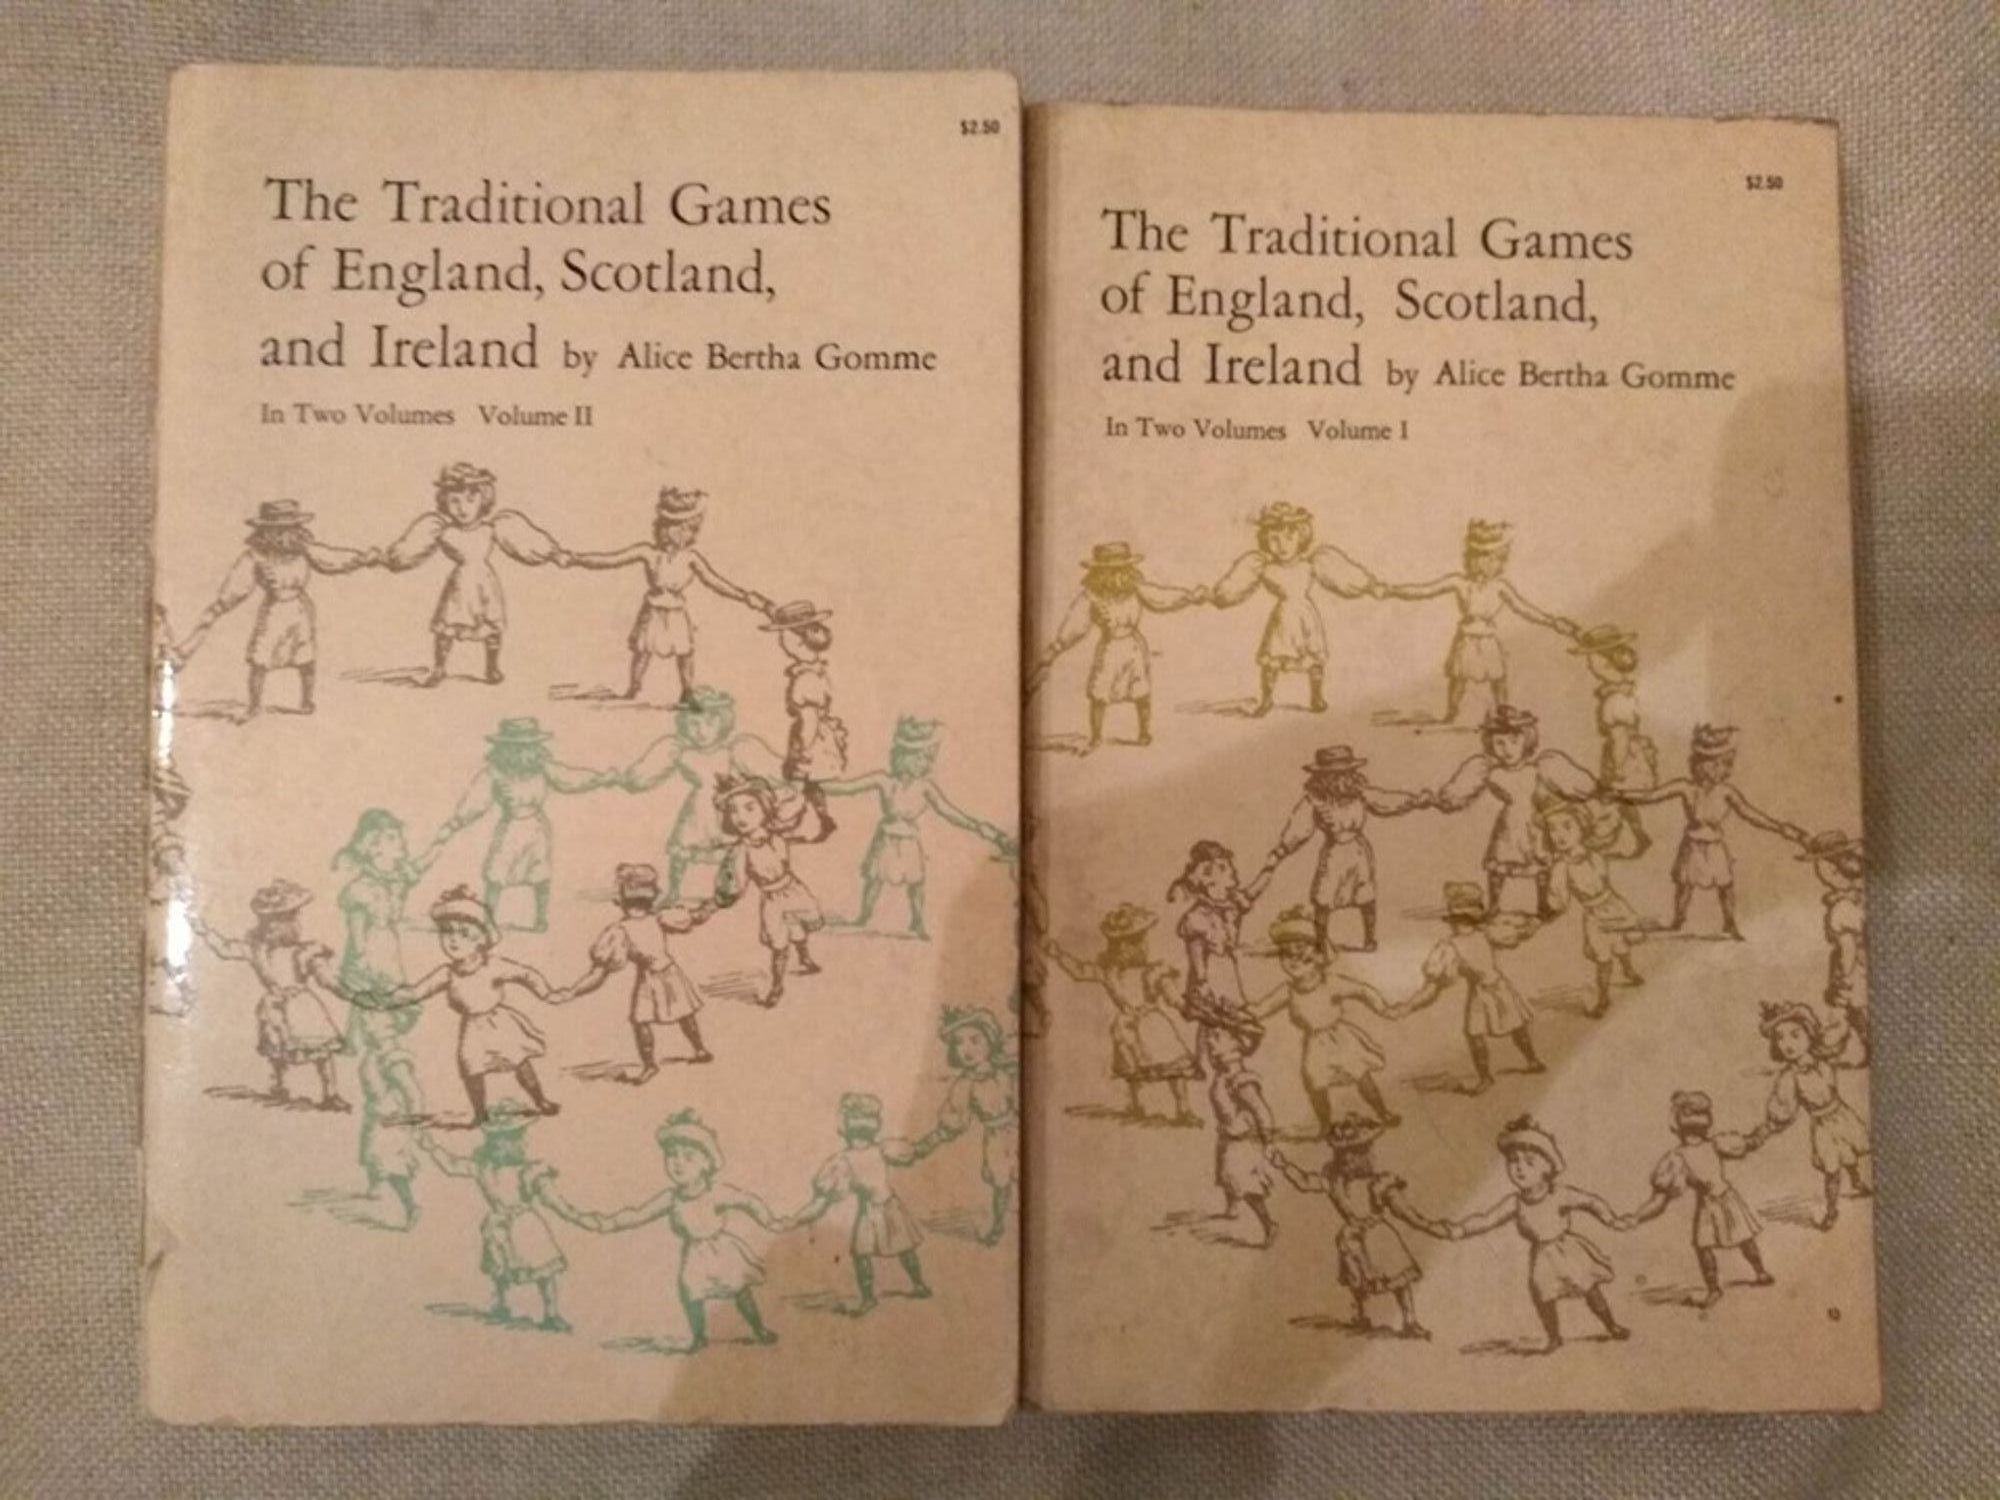 $2.50
The Traditional Games
of England, Scotland,
and Ireland by Alice Bertha Gomme
In Two Volumes Volume II
$2.50
The Traditional Games
of England, Scotland,
and Ireland by Alice Bertha Gomme
In Two Volumes Volume I